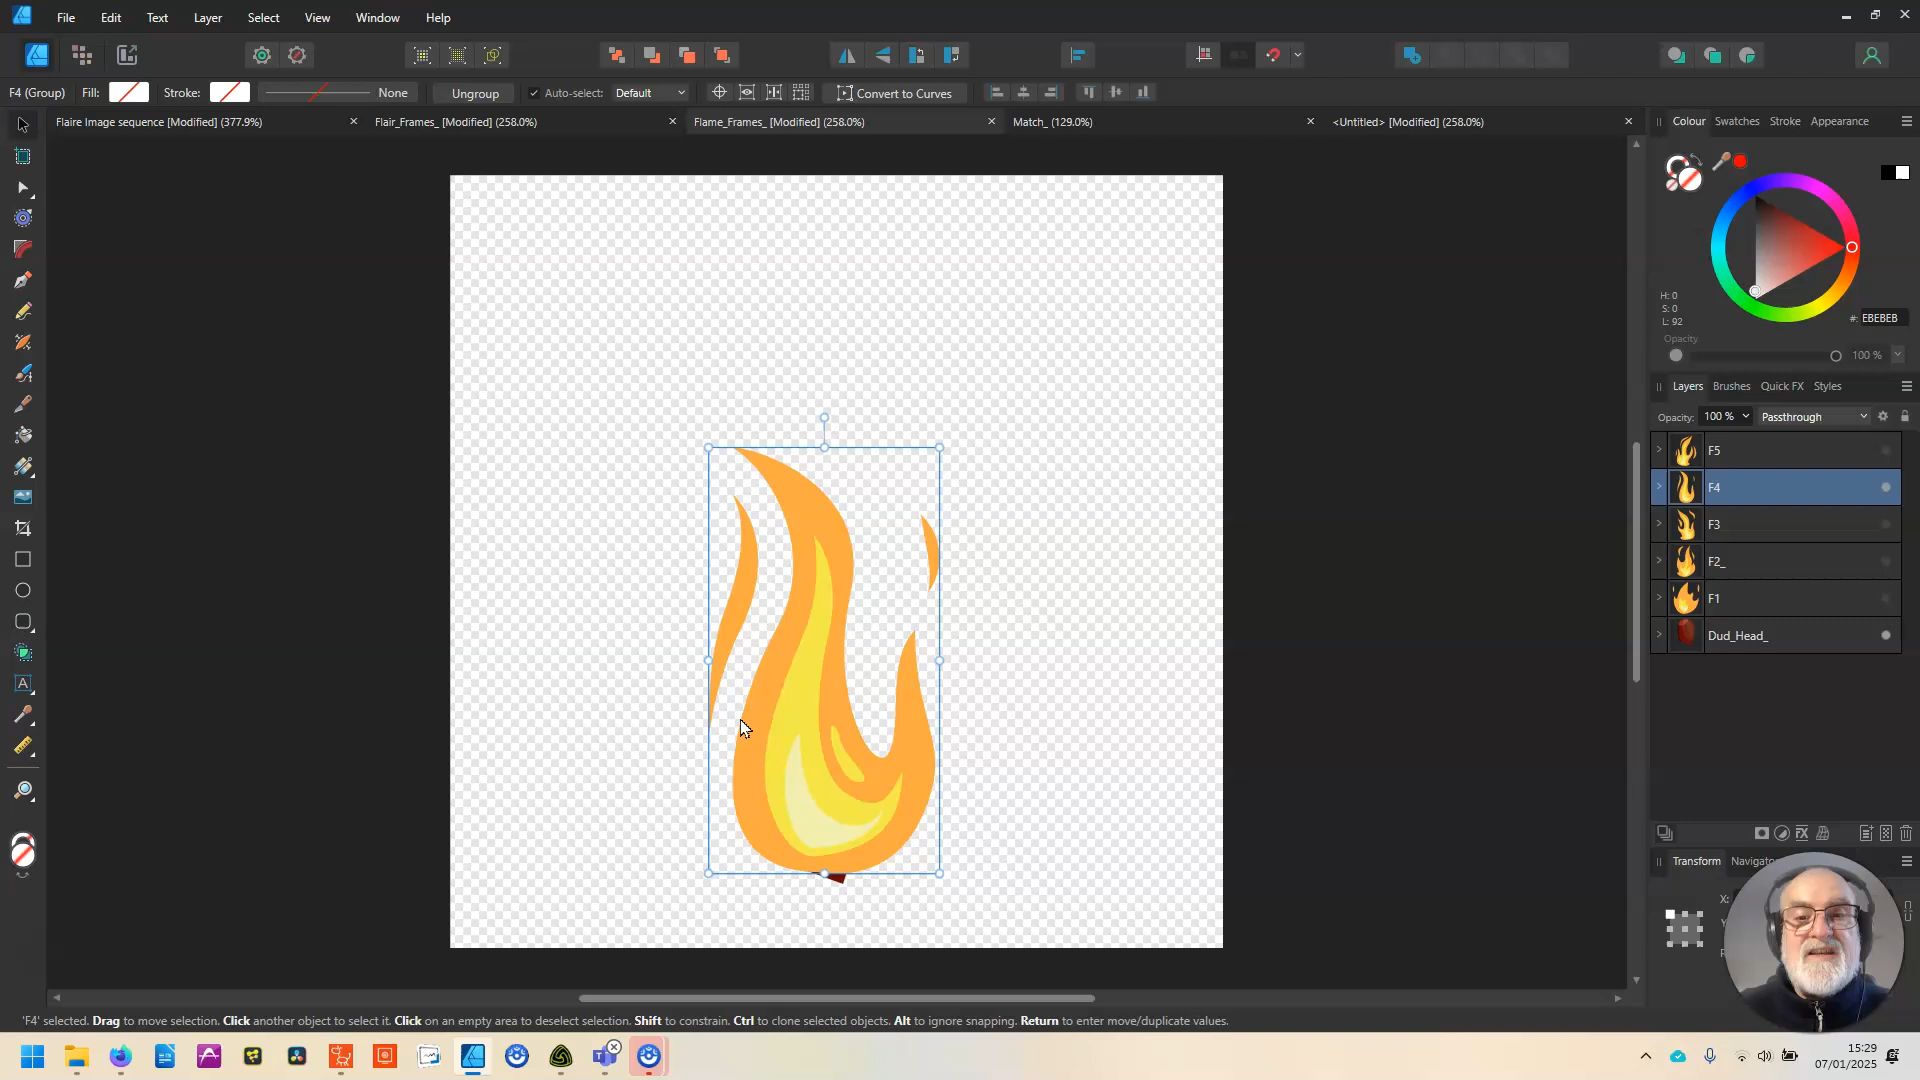 File Edit Text Layer Select View Window Help
F4 (Group) Fill: Stroke: None Ungroup Auto-select: Default Convert to Curves
Flaire Image sequence [Modified] (377.9%) Flair_Frames_ [Modified] (258.0%) Flame_Frames_ [Modified] (258.0%) Match_ (129.0%) <Untitled> [Modified] (258.0%)
Colour Swatches Stroke Appearance
H: 0
S: 0
L: 92
#: EBEBEB
Opacity
100 %
Layers Brushes Quick FX Styles
Opacity: 100 % Passthrough
F5
F4
F3
F2_
F1
Dud_Head_
Transform
X:
'F4' selected. Drag to move selection. Click another object to select it. Click on an empty area to deselect selection. Shift to constrain. Ctrl to clone selected objects. Alt to ignore snapping. Return to enter move/duplicate values.
15:29
07/01/2025